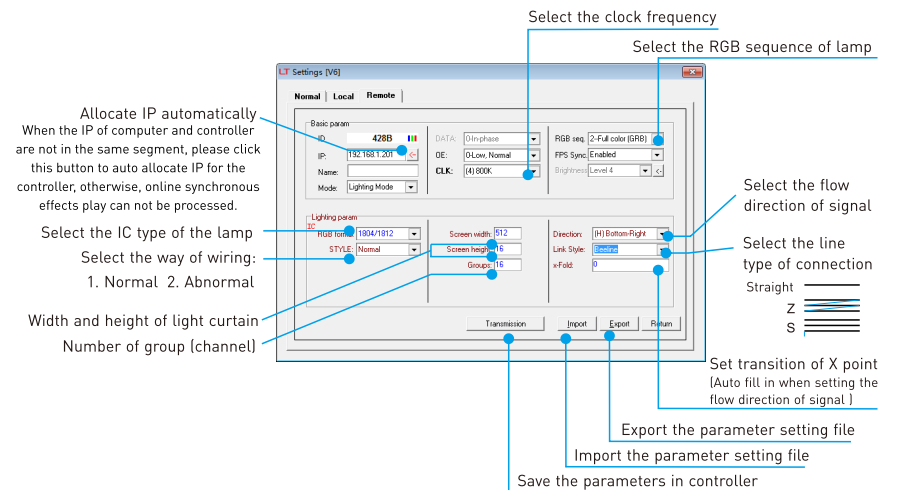 Select the clock frequency
Select the RGB sequence of lamp
LT Settings [V6]
Normal Local Remote
Allocate IP automatically
When the IP of computer and controller
are not in the same segment, please click
this button to auto allocate IP for the
controller, otherwise, online synchronous
effects play can not be processed.
Basic param
ID 428B
IP: 192.168.1.201 <-
Name:
Mode: Lighting Mode
DATA: 0-In-phase
OE: 0-Low, Normal
CLK: (4) 800K
RGB seq. 2-Full color (GRB)
FPS Sync. Enabled
Brightness Level 4 <-
Select the IC type of the lamp
Select the way of wiring:
1. Normal 2. Abnormal
Width and height of light curtain
Number of group (channel)
Lighting param
IC
RGB format: 1804/1812
STYLE: Normal
Screen width: 512
Screen height: 16
Groups: 16
Direction: (H) Bottom-Right
Link Style: Beeline
x-Fold: 0
Transmission Import Export Return
Select the flow
direction of signal
Select the line
type of connection
Straight
Z
S
Set transition of X point
(Auto fill in when setting the
flow direction of signal )
Export the parameter setting file
Import the parameter setting file
Save the parameters in controller